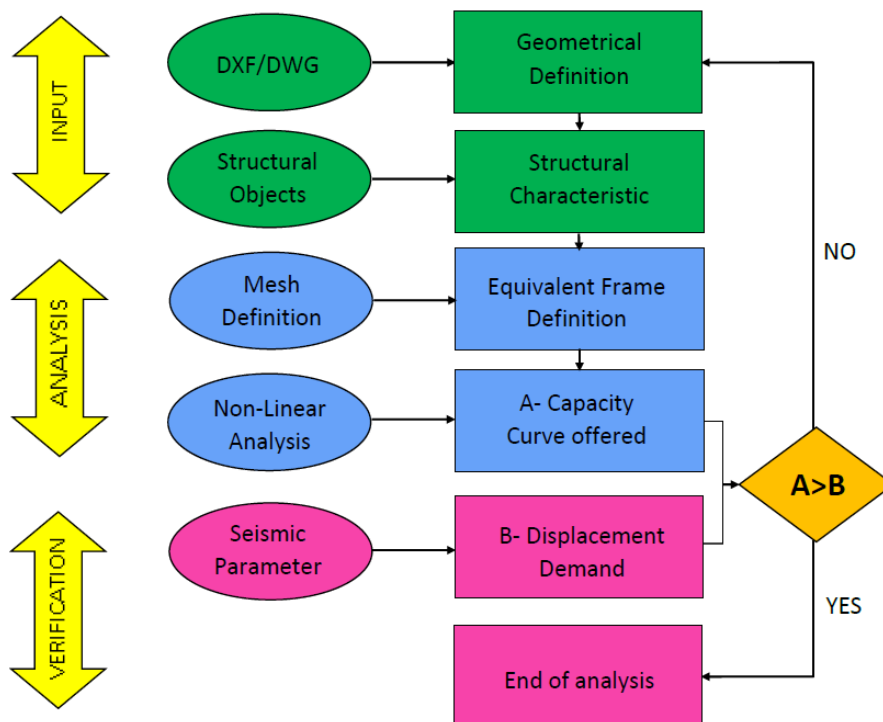 INPUT
DXF/DWG
Geometrical
Definition
Structural
Objects
Structural
Characteristic
NO
ANALYSIS
Mesh
Definition
Equivalent Frame
Definition
Non-Linear
Analysis
A- Capacity
Curve offered
A>B
VERIFICATION
Seismic
Parameter
B- Displacement
Demand
YES
End of analysis